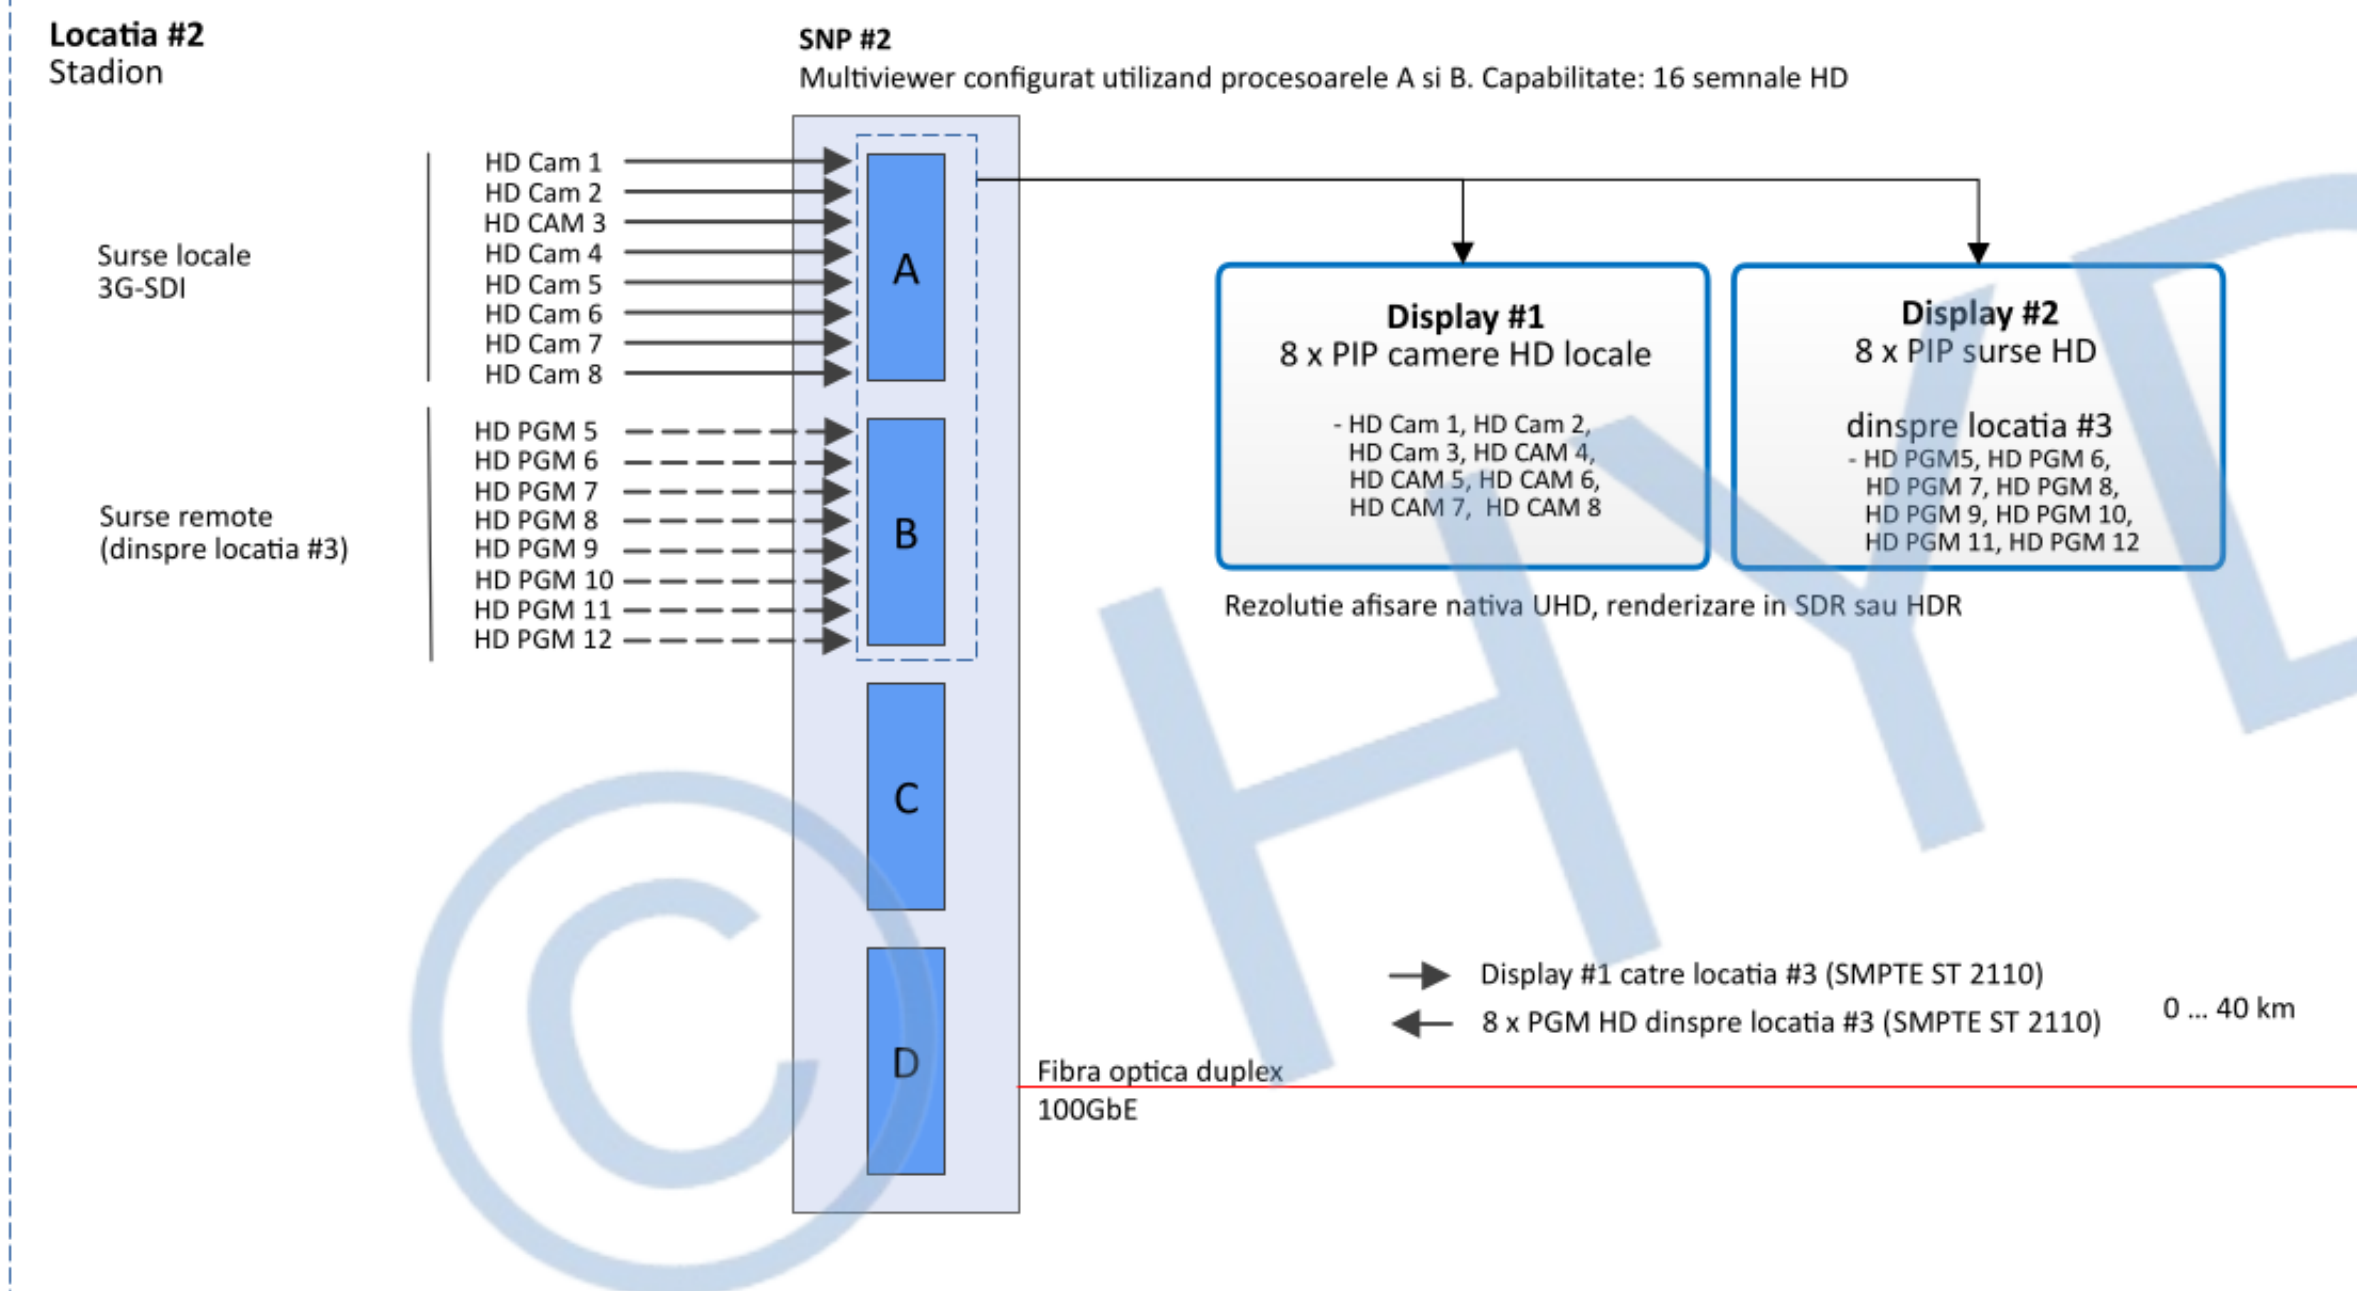 Locatia #2
Stadion
SNP #2
Multiviewer configurat utilizand procesoarele A si B. Capabilitate: 16 semnale HD
Surse locale
3G-SDI
HD Cam 1
HD Cam 2
HD CAM 3
HD Cam 4
HD Cam 5
HD Cam 6
HD Cam 7
HD Cam 8
A
Surse remote
(dinspre locatia #3)
HD PGM 5
HD PGM 6
HD PGM 7
HD PGM 8
HD PGM 9
HD PGM 10
HD PGM 11
HD PGM 12
B
C
D
Display #1
8 x PIP camere HD locale
- HD Cam 1, HD Cam 2,
HD Cam 3, HD CAM 4,
HD CAM 5, HD CAM 6,
HD CAM 7, HD CAM 8
Display #2
8 x PIP surse HD
dinspre locatia #3
- HD PGM5, HD PGM 6,
HD PGM 7, HD PGM 8,
HD PGM 9, HD PGM 10,
HD PGM 11, HD PGM 12
Rezolutie afisare nativa UHD, renderizare in SDR sau HDR
Display #1 catre locatia #3 (SMPTE ST 2110)
8 x PGM HD dinspre locatia #3 (SMPTE ST 2110)
0 ... 40 km
Fibra optica duplex
100GbE
© HY